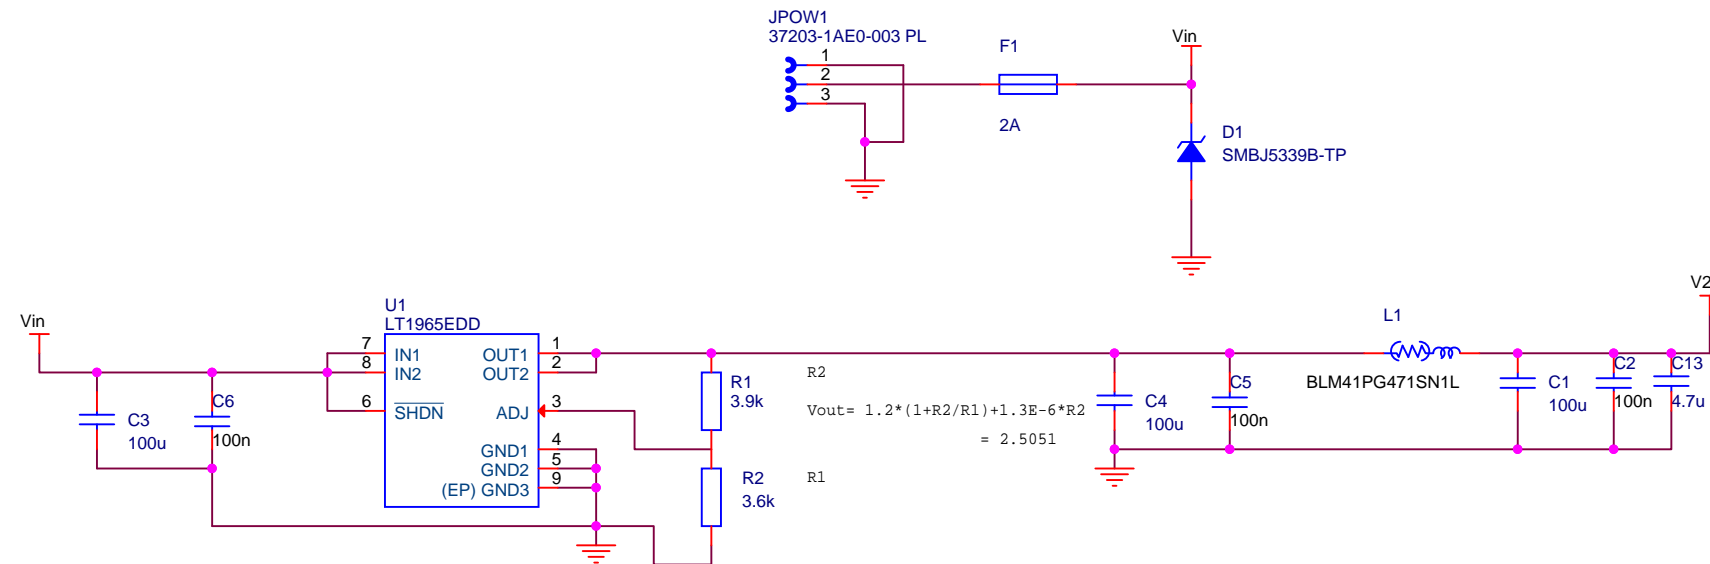 JPOW1
37203-1AE0-003 PL
1
2
3
F1
2A
Vin
D1
SMBJ5339B-TP
Vin
C3
100u
C6
100n
U1
LT1965EDD
7
8
6
IN1
IN2
SHDN
OUT1
OUT2
ADJ
GND1
GND2
(EP) GND3
1
2
3
4
5
9
R1
3.9k
R2
3.6k
R2
Vout= 1.2*(1+R2/R1)+1.3E-6*R2
= 2.5051
R1
C4
100u
C5
100n
L1
BLM41PG471SN1L
C1
100u
C2
100n
C13
4.7u
V2